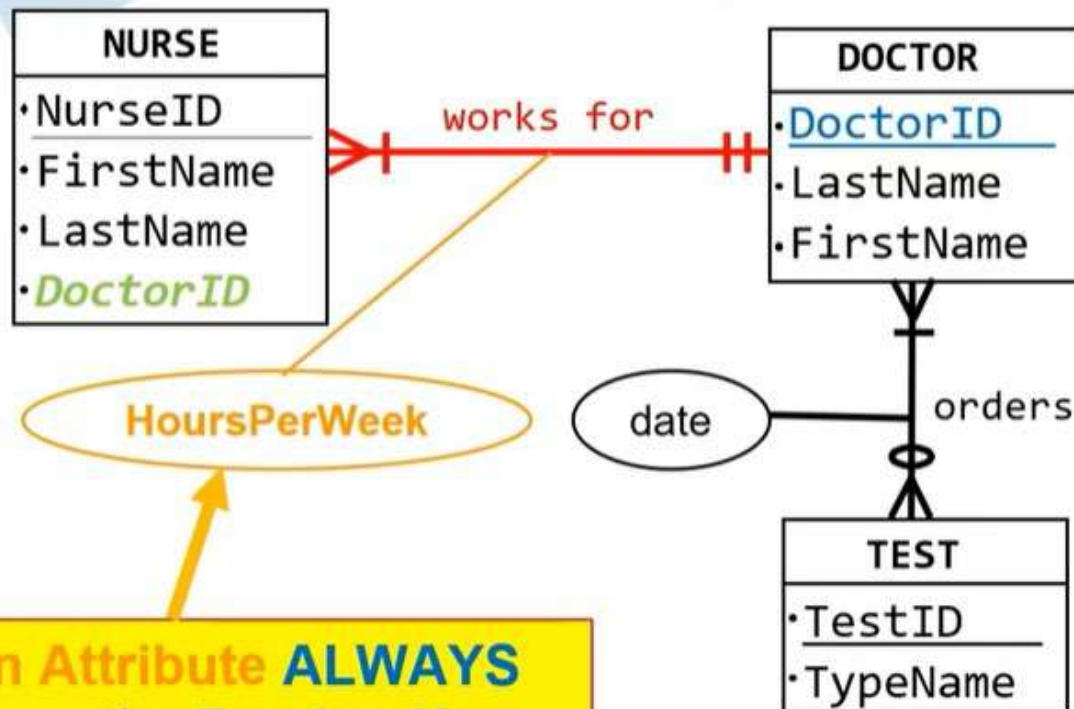 NURSE
·NurseID
·FirstName
·LastName
·DoctorID
works for
DOCTOR
·DoctorID
·LastName
·FirstName
HoursPerWeek
date
orders
TEST
·TestID
·TypeName
Attribute ALWAYS